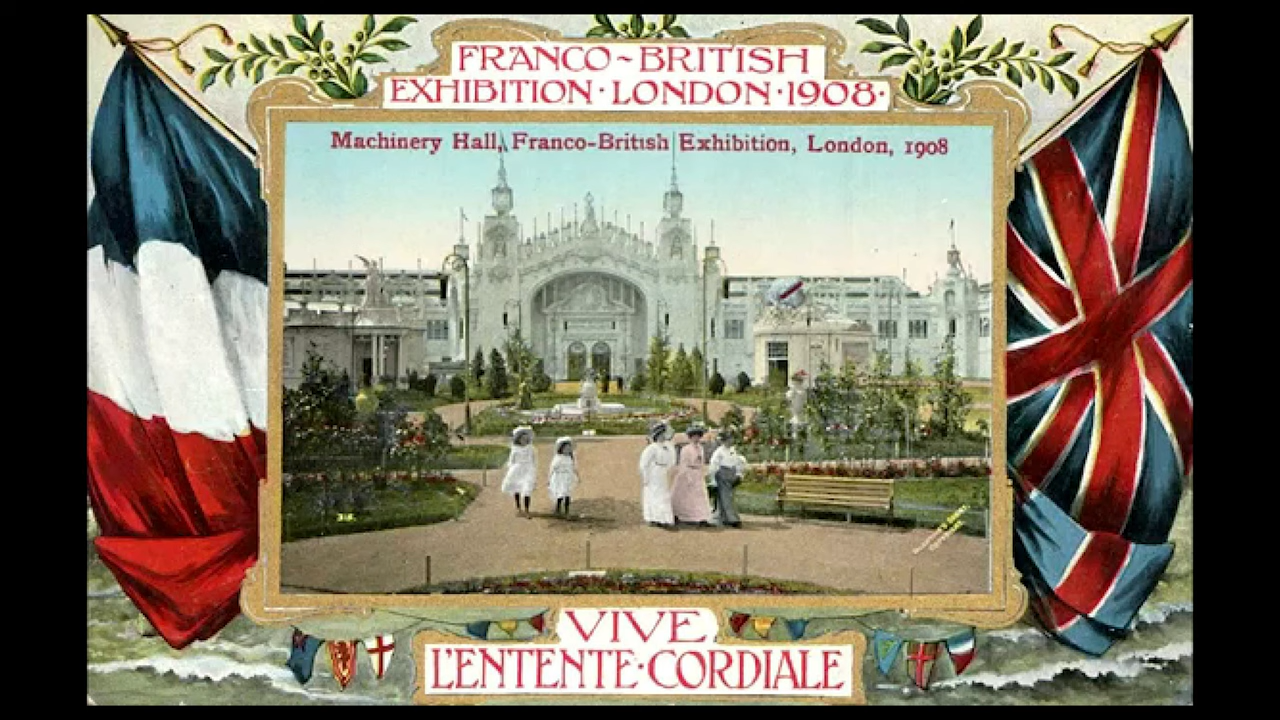 FRANCO~BRITISH
EXHIBITION·LONDON·1908·
Machinery Hall, Franco-British Exhibition, London, 1908
VIVE
L'ENTENTE·CORDIALE